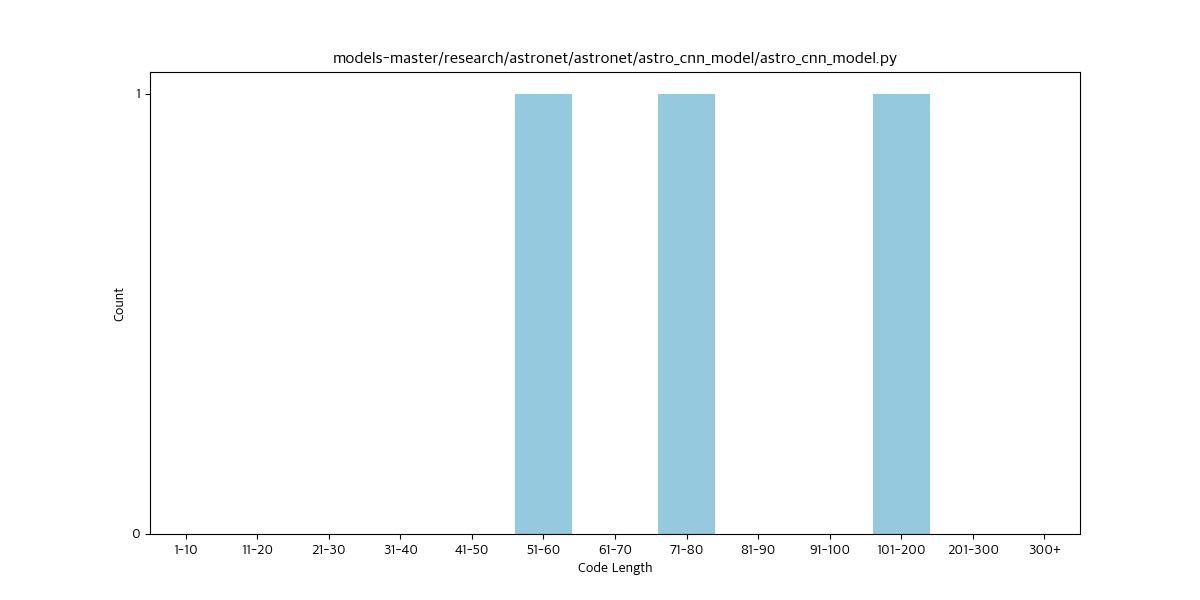 models-master/research/astronet/astronet/astro_cnn_model/astro_cnn_model.py
1
0
Count
1-10 11-20 21-30 31-40 41-50 51-60 61-70 71-80 81-90 91-100 101-200 201-300 300+
Code Length